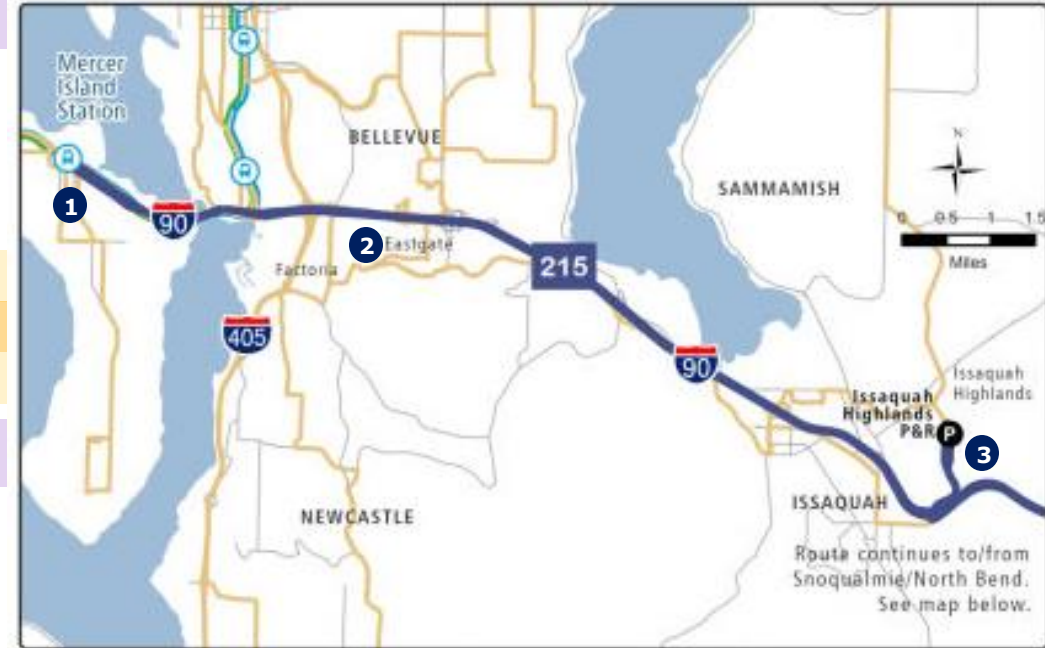 Mercer
Island
Station
BELLEVUE
N
SAMMAMISH
1
90
0 0.5 1 1.5
Miles
2
Eastgate
Factoria
215
405
90
Issaquah
Highlands
Issaquah
Highlands
P&R
P
3
ISSAQUAH
NEWCASTLE
Route continues to/from
Snoqualmie/North Bend.
See map below.